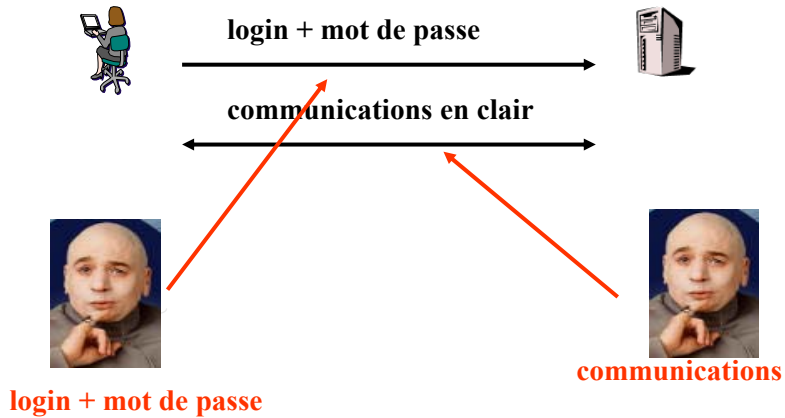 login + mot de passe
communications en clair
communications
login + mot de passe